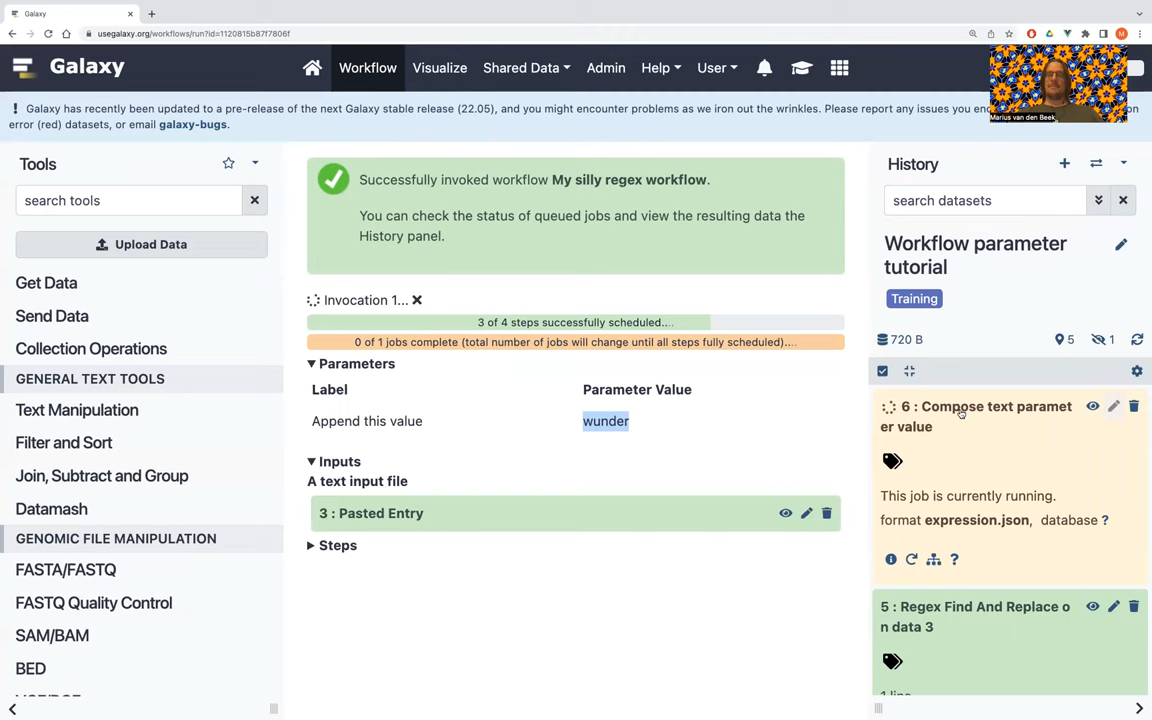 Galaxy
usegalaxy.org/workflows/run?id=1120815b87f7806f
M
Galaxy
Workflow
Visualize
Shared Data
Admin
Help
User
Marius van den Beek
! Galaxy has recently been updated to a pre-release of the next Galaxy stable release (22.05), and you might encounter problems as we iron out the wrinkles. Please report any issues you en
error (red) datasets, or email galaxy-bugs.
Tools
search tools
Upload Data
Get Data
Send Data
Collection Operations
GENERAL TEXT TOOLS
Text Manipulation
Filter and Sort
Join, Subtract and Group
Datamash
GENOMIC FILE MANIPULATION
FASTA/FASTQ
FASTQ Quality Control
SAM/BAM
BED
Successfully invoked workflow My silly regex workflow.
You can check the status of queued jobs and view the resulting data the
History panel.
Invocation 1...
3 of 4 steps successfully scheduled....
0 of 1 jobs complete (total number of jobs will change until all steps fully scheduled)....
Parameters
Label Parameter Value
Append this value wunder
Inputs
A text input file
3 : Pasted Entry
Steps
History
search datasets
Workflow parameter
tutorial
Training
720 B
5
1
6 : Compose text paramet
er value
This job is currently running.
format expression.json, database ?
?
5 : Regex Find And Replace o
n data 3
1 line